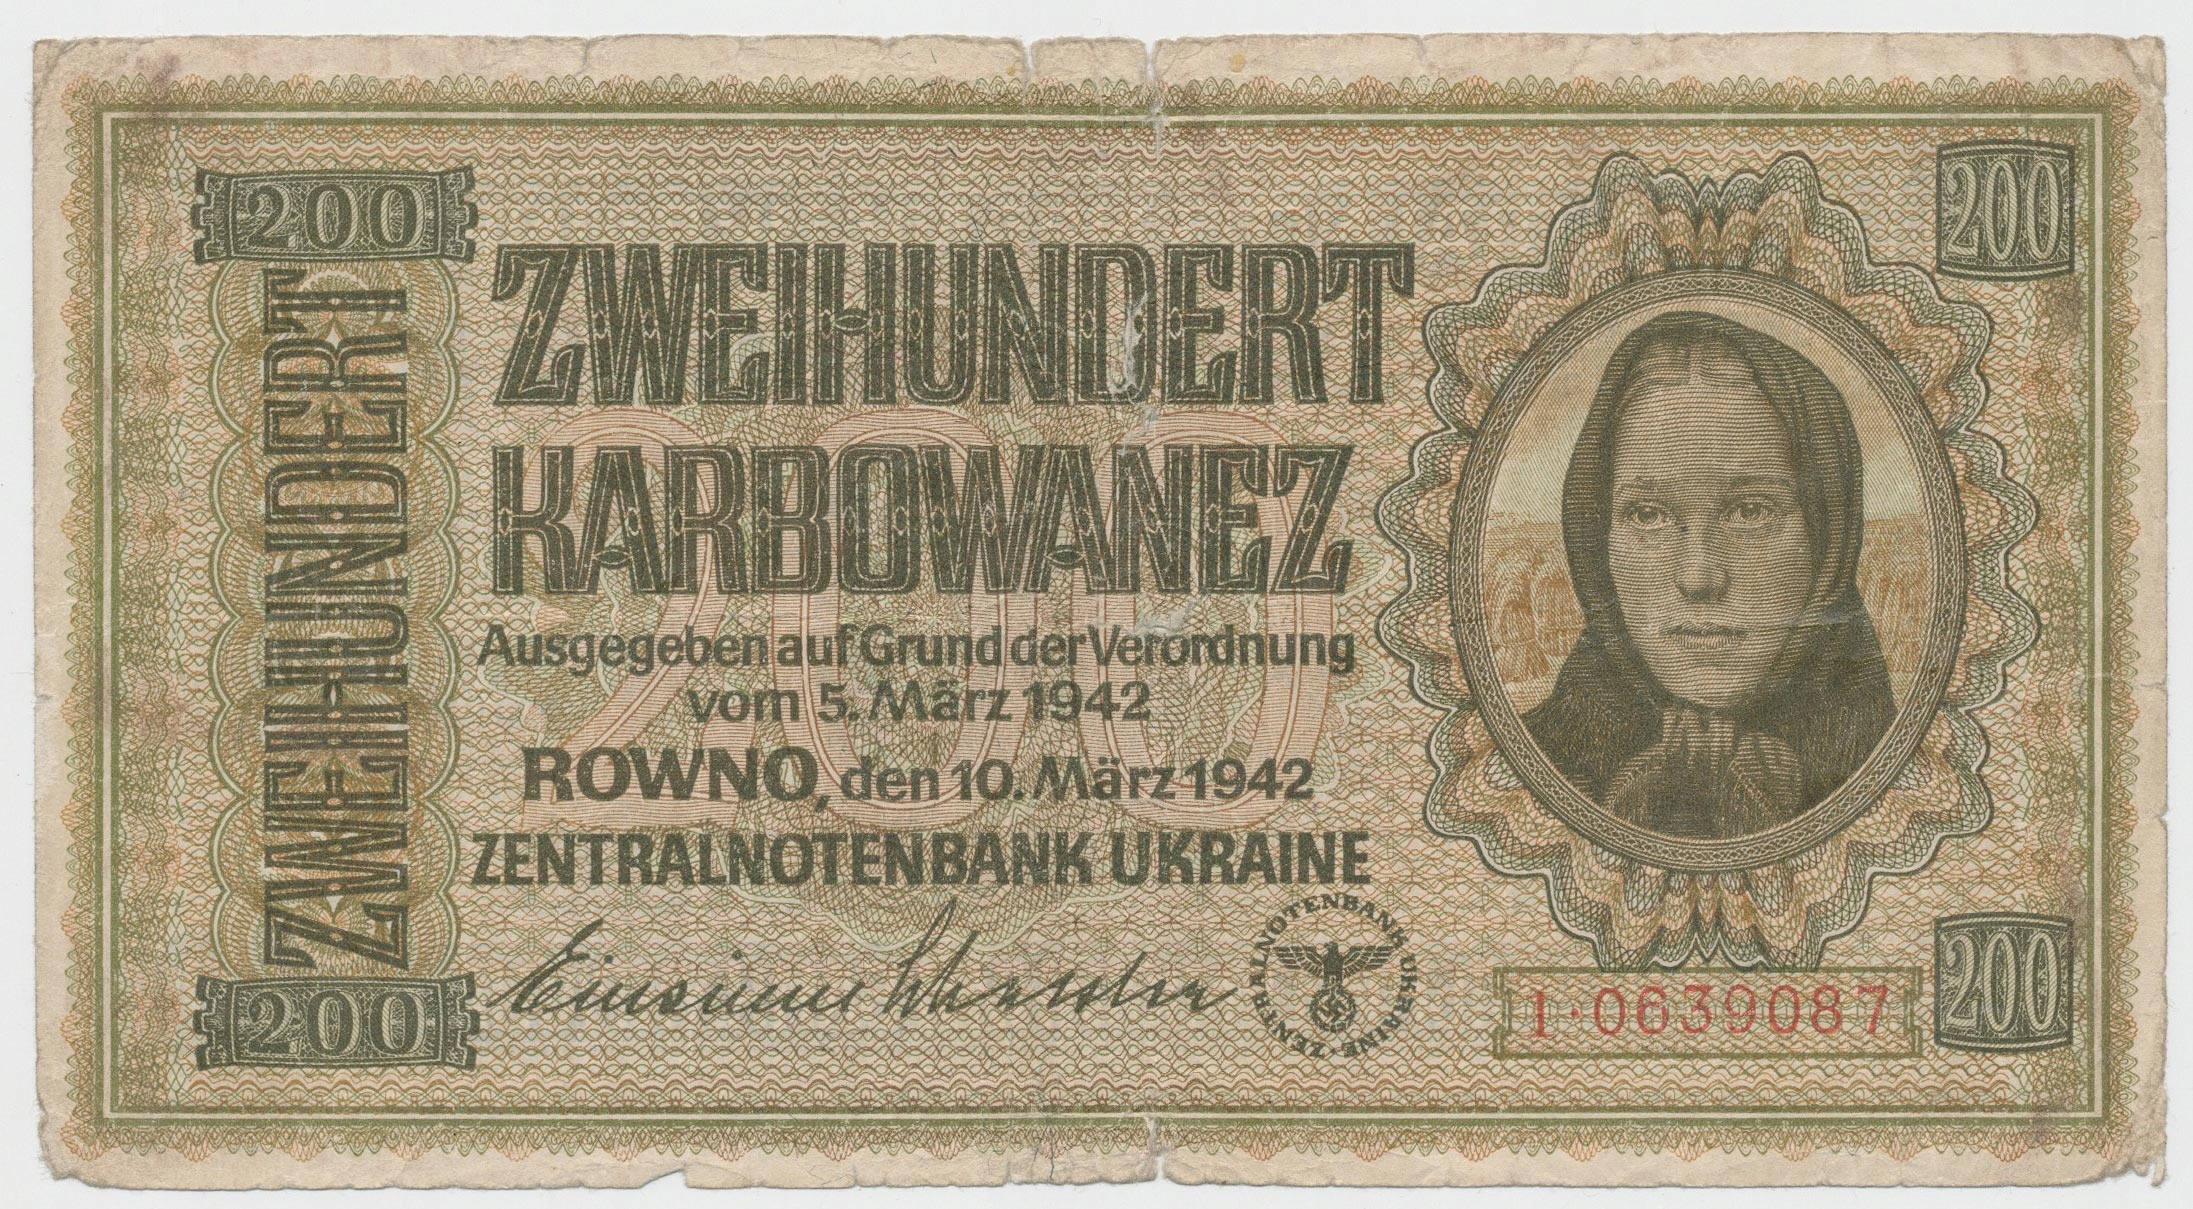 200
200
ZWEIHUNDERT
ZWEIHUNDERT
KARBOWANEZ
200
Ausgegeben auf Grund der Verordnung
vom 5. März 1942
ROWNO, den 10. März 1942
ZENTRALNOTENBANK UKRAINE
ZENTRALNOTENBANK UKRAINE
1·0639087
200
200